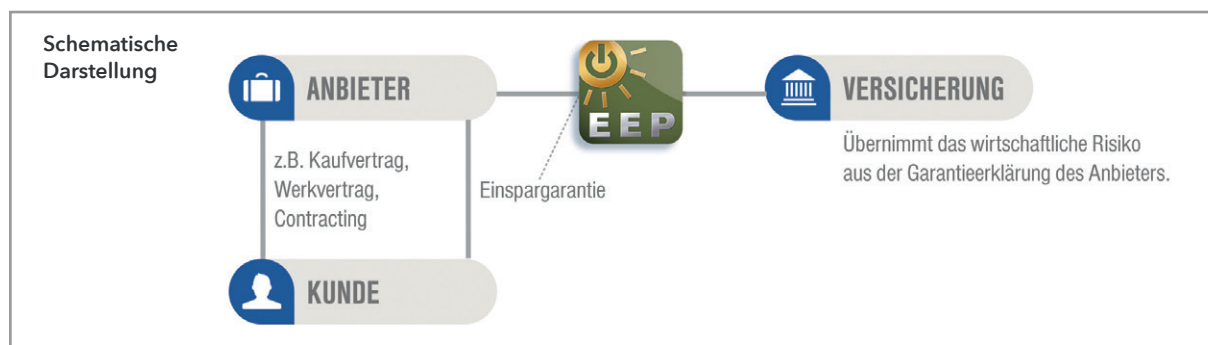 Schematische
Darstellung
ANBIETER
EEP
VERSICHERUNG
Übernimmt das wirtschaftliche Risiko
aus der Garantieerklärung des Anbieters.
z.B. Kaufvertrag,
Werkvertrag,
Contracting
Einspargarantie
KUNDE